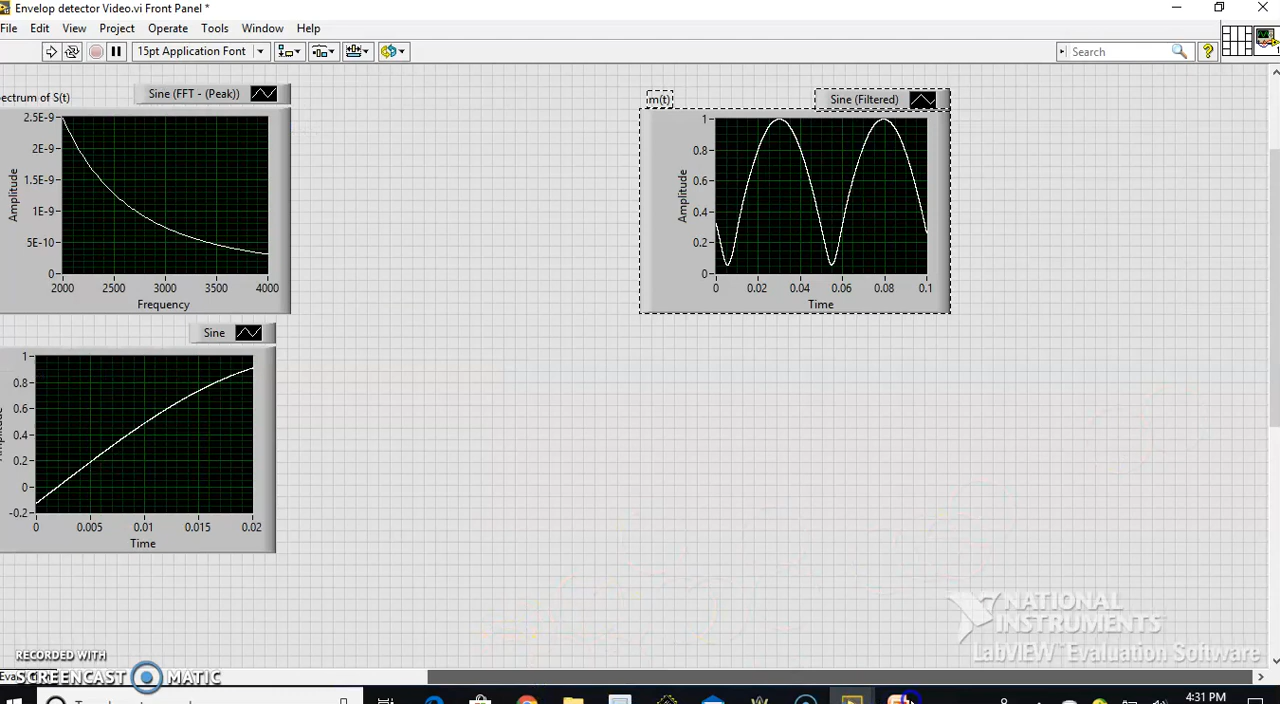 Envelop detector Video.vi Front Panel *
File Edit View Project Operate Tools Window Help
15pt Application Font
Search
1
pectrum of S(t)
Sine (FFT - (Peak))
2.5E-9
2E-9
1.5E-9
1E-9
5E-10
0
Amplitude
2000 2500 3000 3500 4000
Frequency
m(t)
Sine (Filtered)
1
0.8
0.6
0.4
0.2
0
Amplitude
0 0.02 0.04 0.06 0.08 0.1
Time
Sine
1
0.8
0.6
0.4
0.2
0
-0.2
0 0.005 0.01 0.015 0.02
Time
NATIONAL
INSTRUMENTS
LabVIEW Evaluation Software
RECORDED WITH
SCREENCAST MATIC
4:31 PM